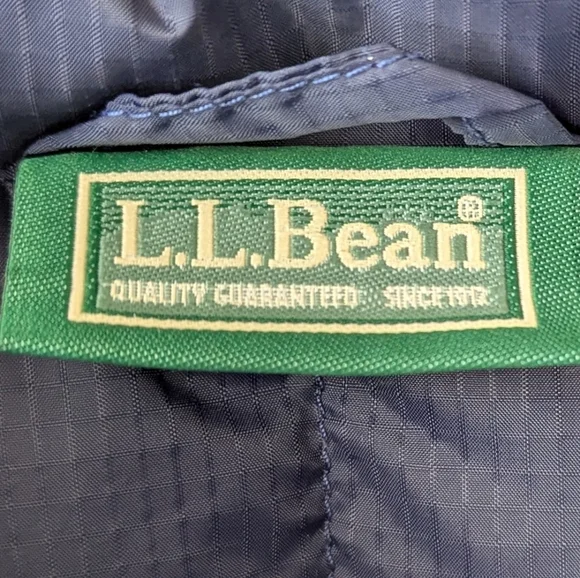 L.L.Bean®
QUALITY GUARANTEED SINCE 1912